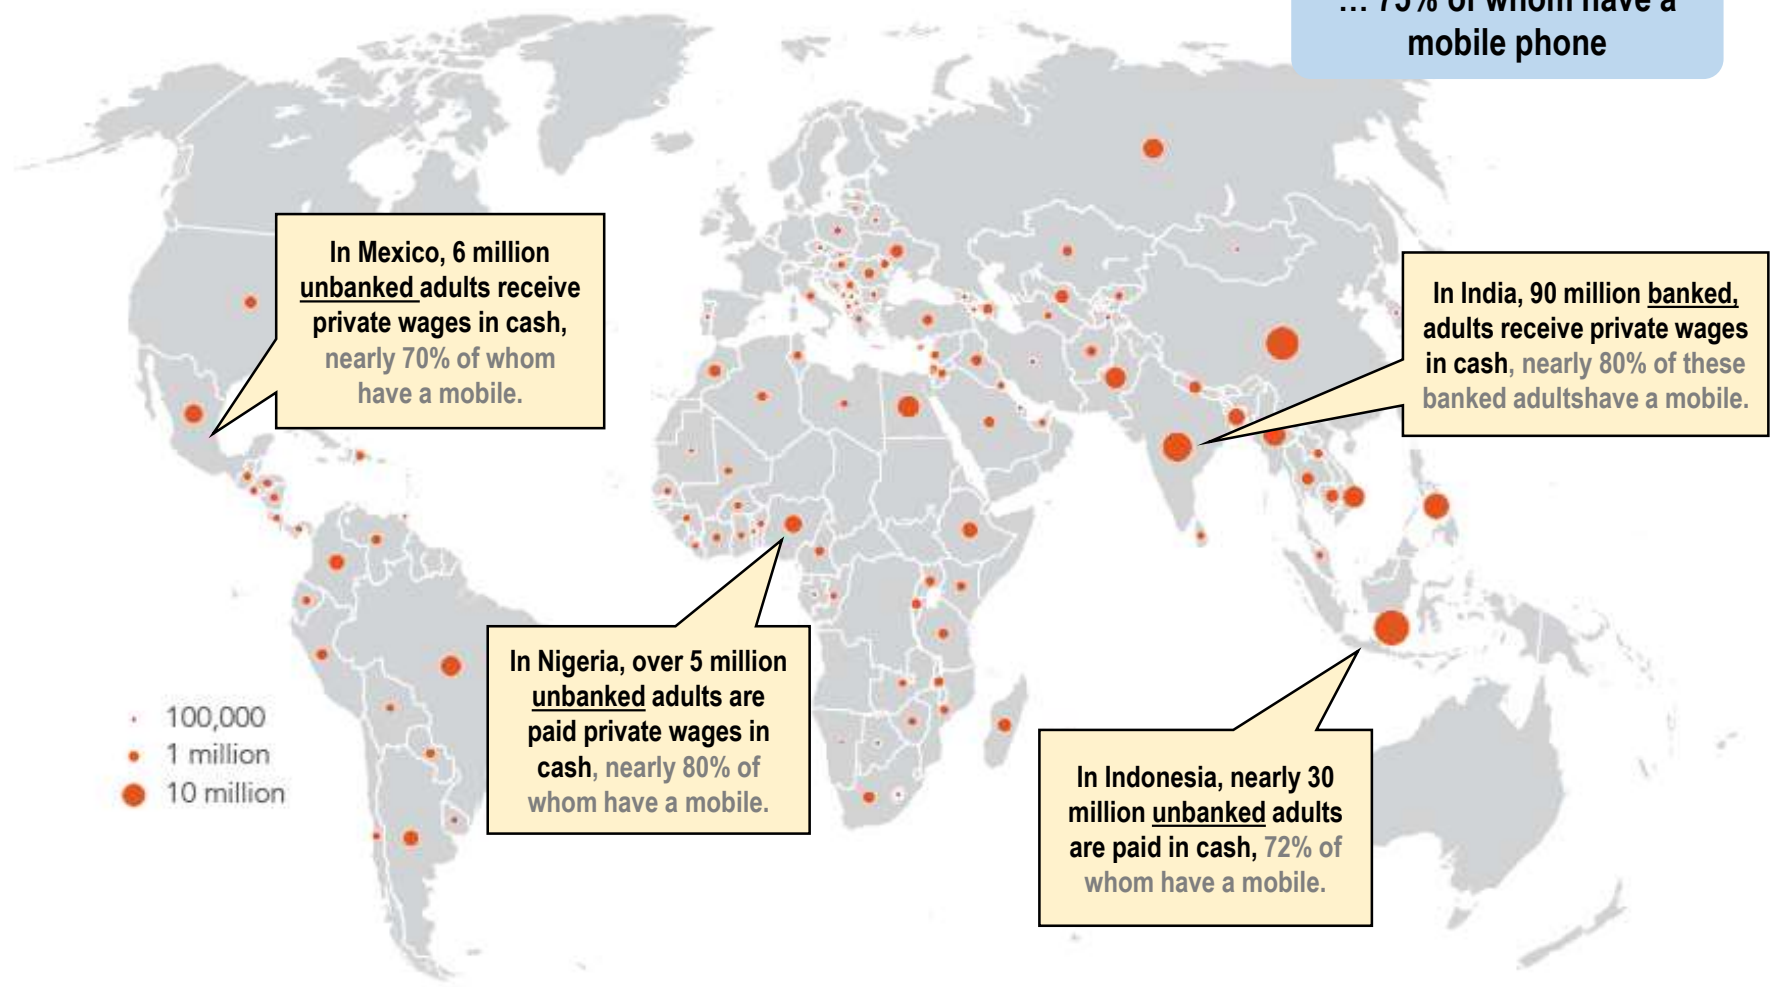 … 75% of whom have a
mobile phone
In Mexico, 6 million
unbanked adults receive
private wages in cash,
nearly 70% of whom
have a mobile.
In India, 90 million banked,
adults receive private wages
in cash, nearly 80% of these
banked adultshave a mobile.
In Nigeria, over 5 million
unbanked adults are
paid private wages in
cash, nearly 80% of
whom have a mobile.
In Indonesia, nearly 30
million unbanked adults
are paid in cash, 72% of
whom have a mobile.
100,000
1 million
10 million